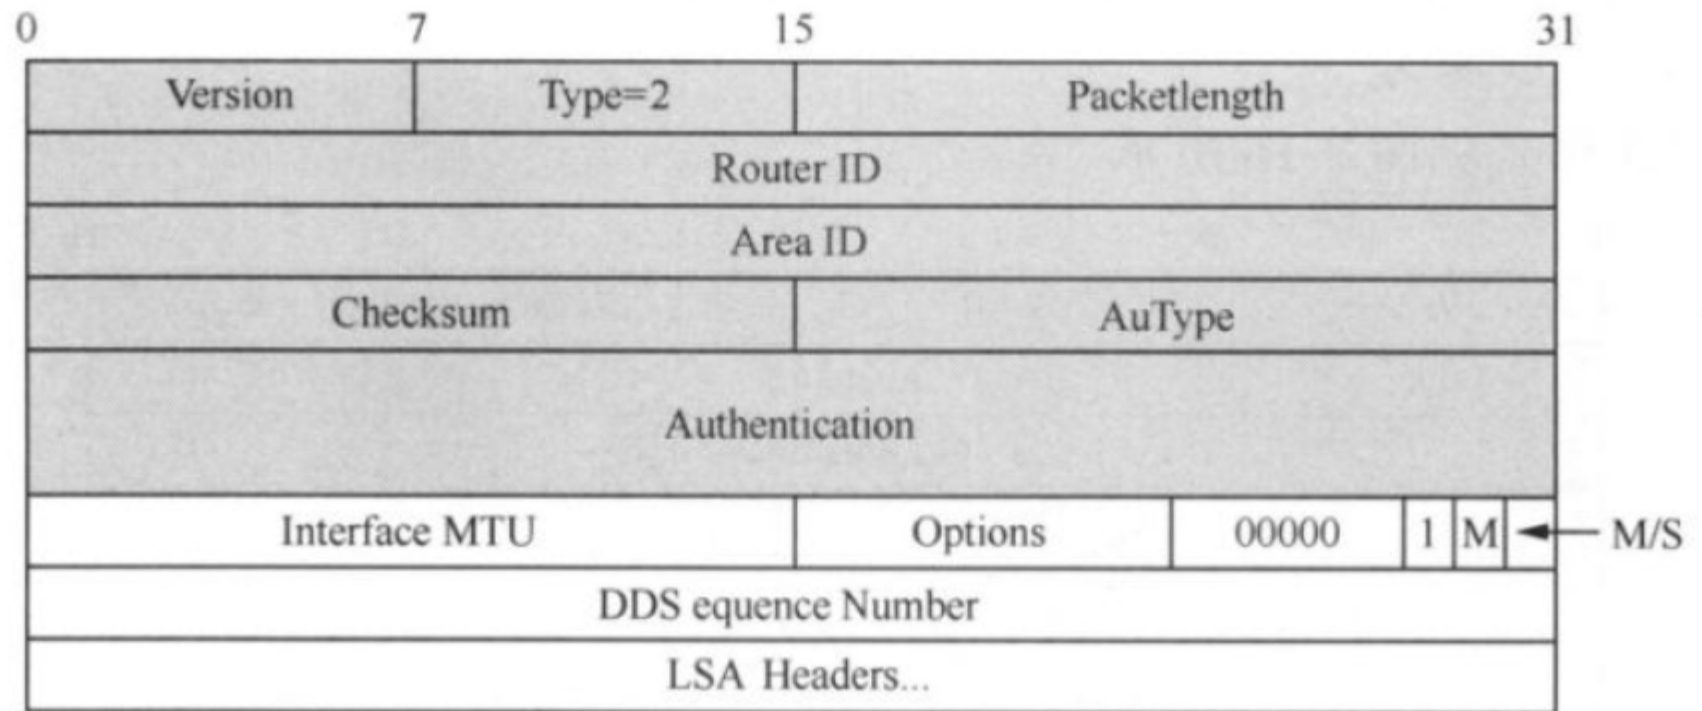 0 7 15 31
Version Type=2 Packetlength
Router ID
Area ID
Checksum AuType
Authentication
Interface MTU Options 00000 1 M M/S
DDS equence Number
LSA Headers...